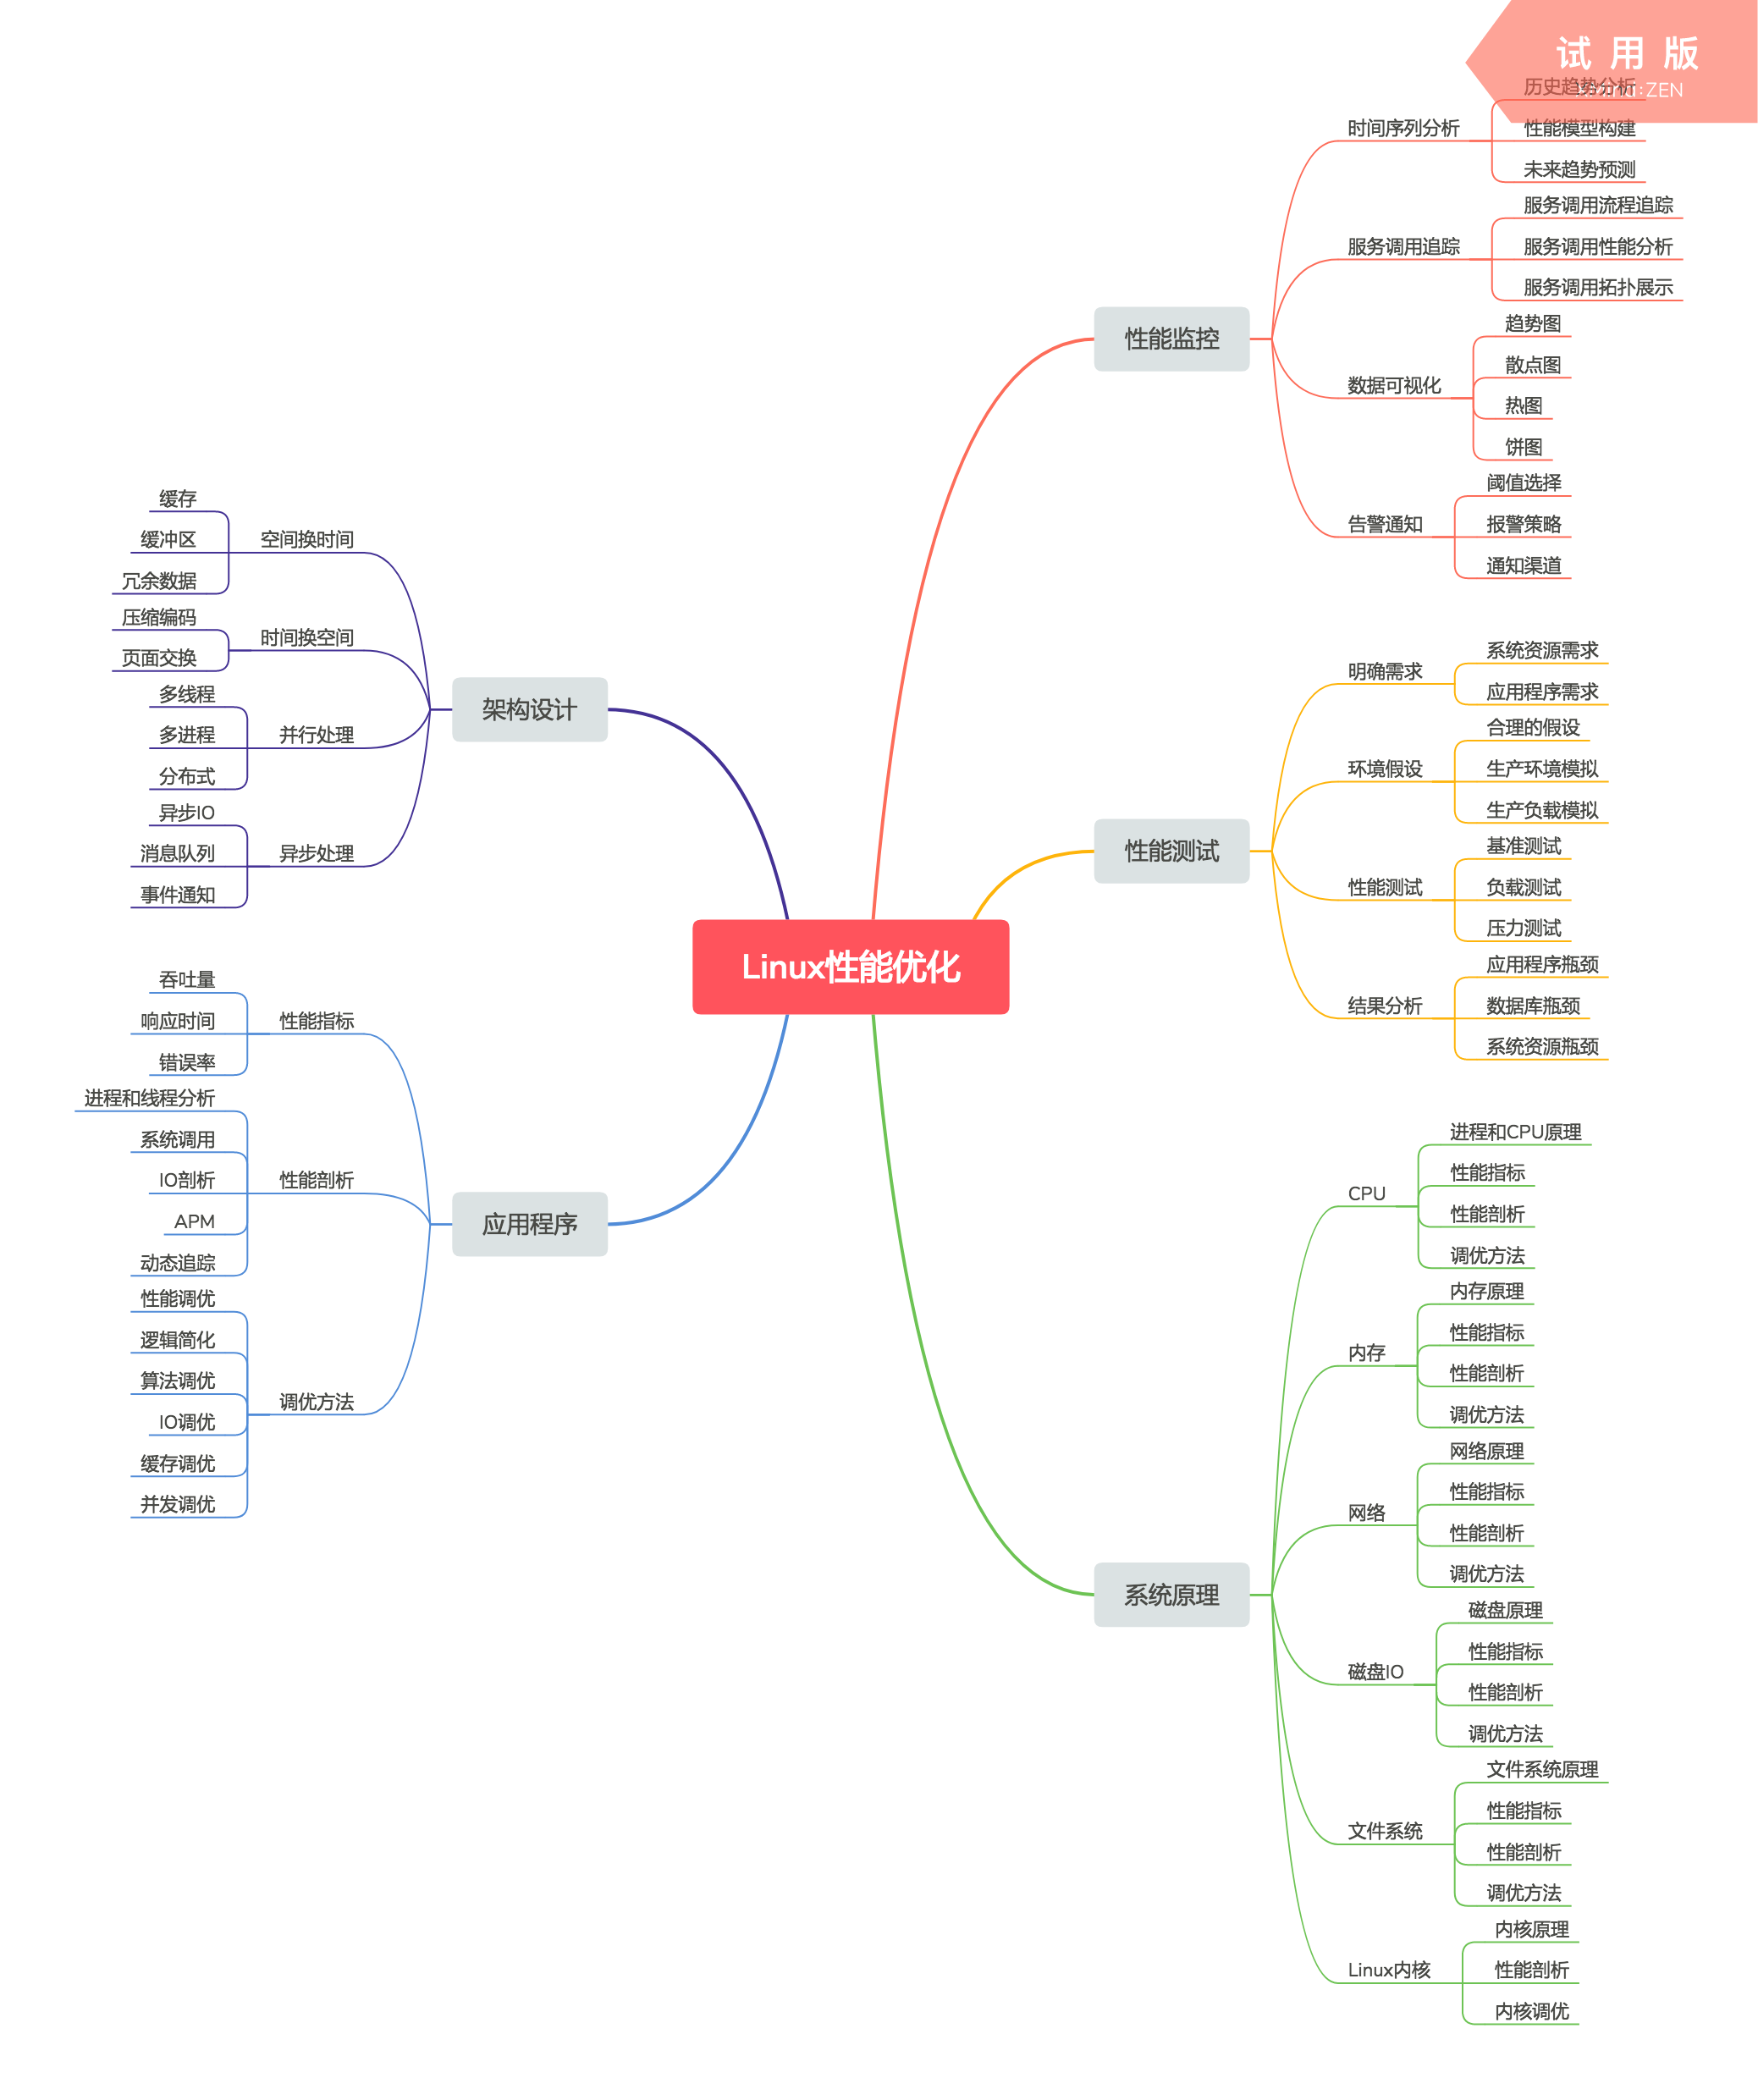 试用版
XMind:ZEN
Linux性能优化
性能监控
时间序列分析
历史趋势分析
性能模型构建
未来趋势预测
服务调用追踪
服务调用流程追踪
服务调用性能分析
服务调用拓扑展示
数据可视化
趋势图
散点图
热图
饼图
告警通知
阈值选择
报警策略
通知渠道
性能测试
明确需求
系统资源需求
应用程序需求
环境假设
合理的假设
生产环境模拟
生产负载模拟
性能测试
基准测试
负载测试
压力测试
结果分析
应用程序瓶颈
数据库瓶颈
系统资源瓶颈
系统原理
CPU
进程和CPU原理
性能指标
性能剖析
调优方法
内存
内存原理
性能指标
性能剖析
调优方法
网络
网络原理
性能指标
性能剖析
调优方法
磁盘IO
磁盘原理
性能指标
性能剖析
调优方法
文件系统
文件系统原理
性能指标
性能剖析
调优方法
Linux内核
内核原理
性能剖析
内核调优
架构设计
空间换时间
缓存
缓冲区
冗余数据
时间换空间
压缩编码
页面交换
并行处理
多线程
多进程
分布式
异步处理
异步IO
消息队列
事件通知
应用程序
性能指标
吞吐量
响应时间
错误率
性能剖析
进程和线程分析
系统调用
IO剖析
APM
动态追踪
调优方法
性能调优
逻辑简化
算法调优
IO调优
缓存调优
并发调优